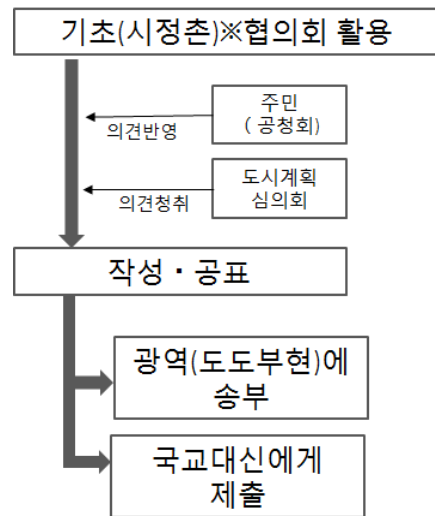 기초(시정촌)※협의회 활용
주민
( 공청회)
의견반영
도시계획
심의회
의견청취
작성・공표
광역(도도부현)에
송부
국교대신에게
제출